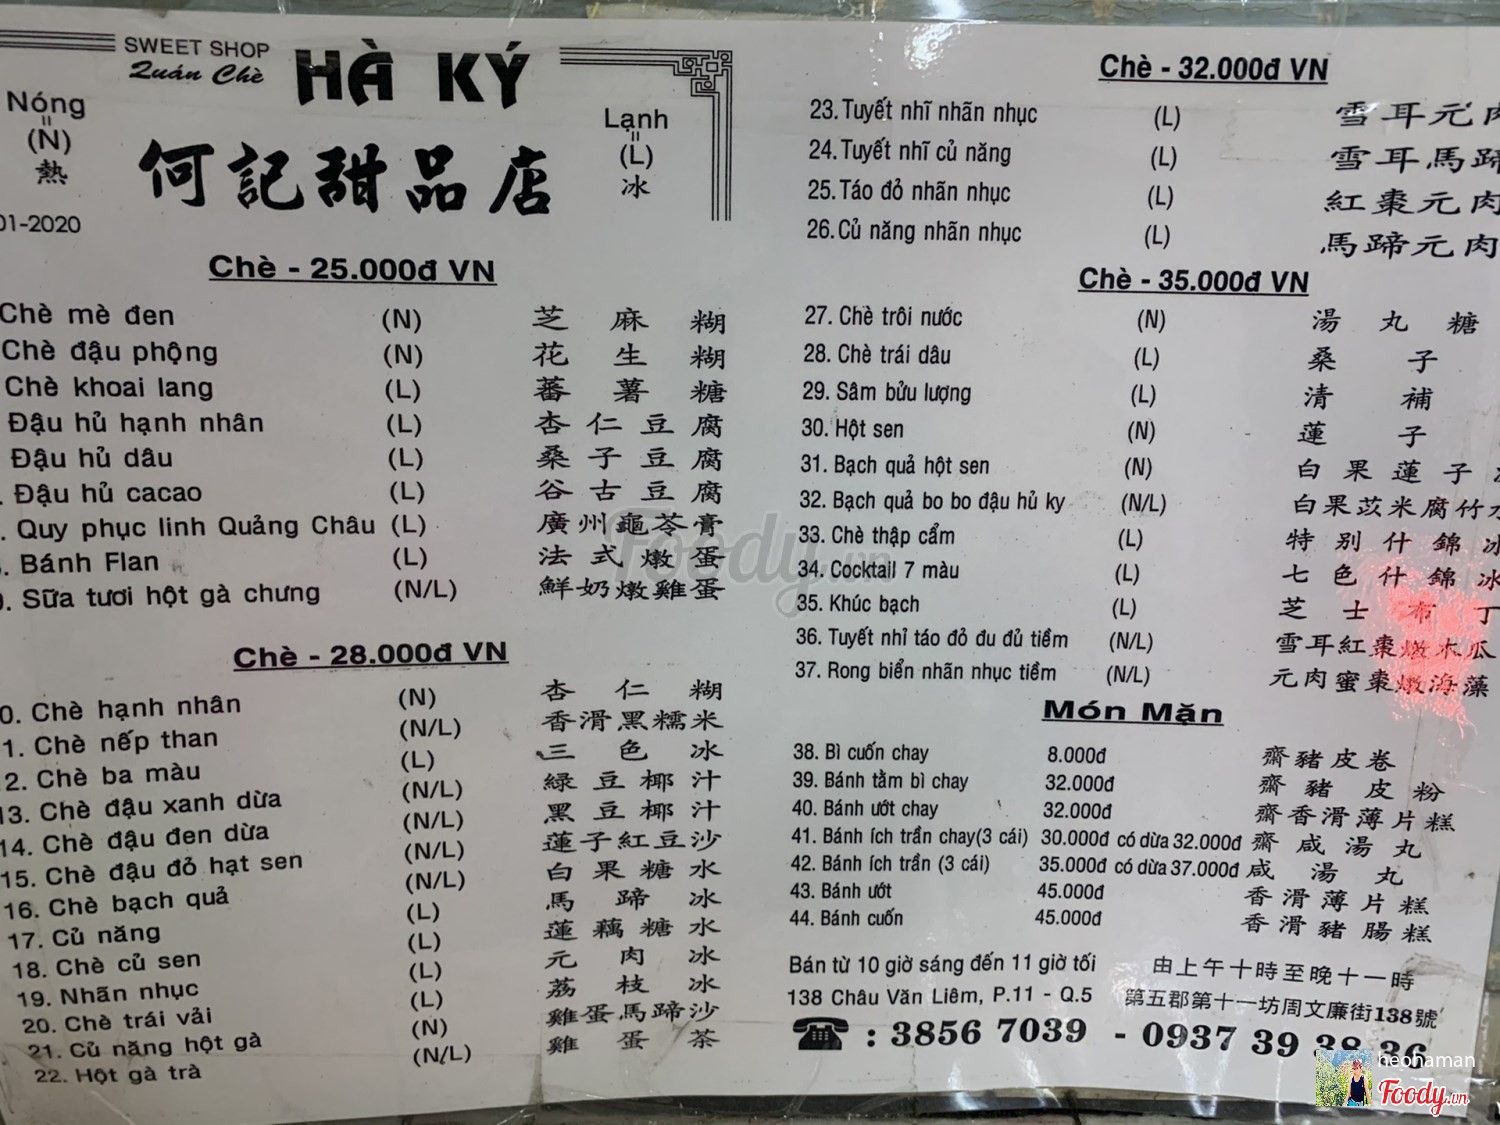 SWEET SHOP
Quán Chè
HÀ KÝ
Nóng
(N)
熱
Lạnh
(L)
冰
何記甜品店
01-2020
Chè - 25.000đ VN
Chè mè đen (N) 芝麻糊
Chè đậu phộng (N) 花生糊
Chè khoai lang (L) 蕃薯糖
Đậu hủ hạnh nhân (L) 杏仁豆腐
Đậu hủ dâu (L) 桑子豆腐
. Đậu hủ cacao (L) 谷古豆腐
. Quy phục linh Quảng Châu (L) 廣州龜苓膏
. Bánh Flan (L) 法式燉蛋
. Sữa tươi hột gà chưng (N/L) 鮮奶燉雞蛋
Chè - 28.000đ VN
0. Chè hạnh nhân (N) 杏仁糊
1. Chè nếp than (N/L) 香滑黑糯米
2. Chè ba màu (L) 三色冰
13. Chè đậu xanh dừa (N/L) 綠豆椰汁
14. Chè đậu đen dừa (N/L) 黑豆椰汁
15. Chè đậu đỏ hạt sen (N/L) 蓮子紅豆沙
16. Chè bạch quả (N/L) 白果糖水
17. Củ năng (L) 馬蹄冰
18. Chè củ sen (L) 蓮藕糖水
19. Nhãn nhục (L) 元肉冰
20. Chè trái vải (L) 荔枝冰
21. Củ năng hột gà (N) 雞蛋馬蹄沙
22. Hột gà trà (N/L) 雞蛋茶
Chè - 32.000đ VN
23. Tuyết nhĩ nhãn nhục (L) 雪耳元肉
24. Tuyết nhĩ củ năng (L) 雪耳馬蹄
25. Táo đỏ nhãn nhục (L) 紅棗元肉
26. Củ năng nhãn nhục (L) 馬蹄元肉
Chè - 35.000đ VN
27. Chè trôi nước (N) 湯丸糖
28. Chè trái dâu (L) 桑子
29. Sâm bửu lượng (L) 清補
30. Hột sen (N) 蓮子
31. Bạch quả hột sen (N) 白果蓮子
32. Bạch quả bo bo đậu hủ ky (N/L) 白果苡米腐竹水
33. Chè thập cẩm (L) 特別什錦冰
34. Cocktail 7 màu (L) 七色什錦冰
35. Khúc bạch (L) 芝士布丁
36. Tuyết nhĩ táo đỏ đu đủ tiềm (N/L) 雪耳紅棗燉木瓜
37. Rong biển nhãn nhục tiềm (N/L) 元肉蜜棗燉海藻
Món Mặn
38. Bì cuốn chay 8.000đ 齋豬皮卷
39. Bánh tằm bì chay 32.000đ 齋豬皮粉
40. Bánh ướt chay 32.000đ 齋香滑薄片糕
41. Bánh ích trần chay(3 cái) 30.000đ có dừa 32.000đ 齋咸湯丸
42. Bánh ích trần (3 cái) 35.000đ có dừa 37.000đ 咸湯丸
43. Bánh ướt 45.000đ 香滑薄片糕
44. Bánh cuốn 45.000đ 香滑豬腸糕
Bán từ 10 giờ sáng đến 11 giờ tối 由上午十時至晚十一時
138 Châu Văn Liêm, P.11 - Q.5 第五郡第十一坊周文廉街138號
: 3856 7039 - 0937 39 38 36
Foody.vn
heohaman
Foody.vn